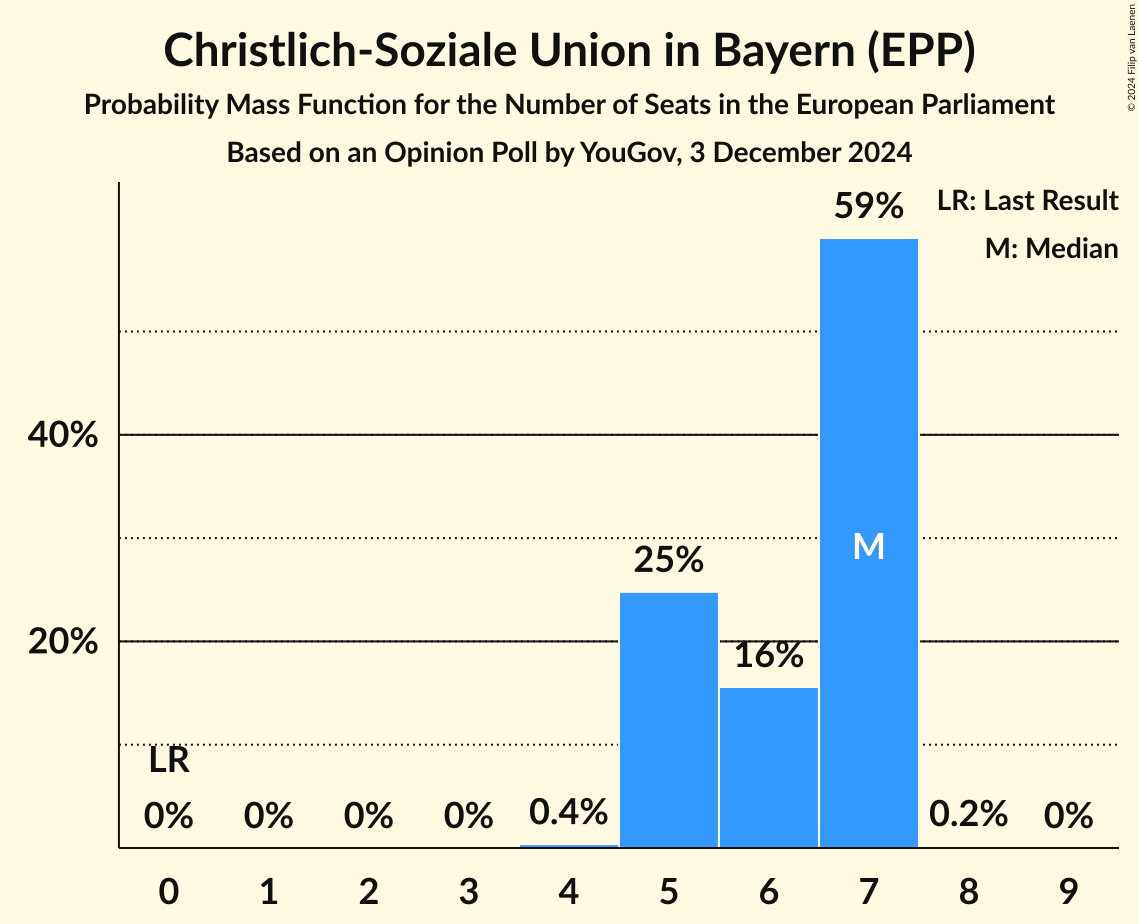 Christlich-Soziale Union in Bayern (EPP)
Probability Mass Function for the Number of Seats in the European Parliament
Based on an Opinion Poll by YouGov, 3 December 2024
© 2024 Filip van Laenen
LR: Last Result
M: Median
59%
40%
M
25%
20%
16%
LR
0%
0%
0%
0%
0.4%
0.2%
0%
0
1
2
3
4
5
6
7
8
9